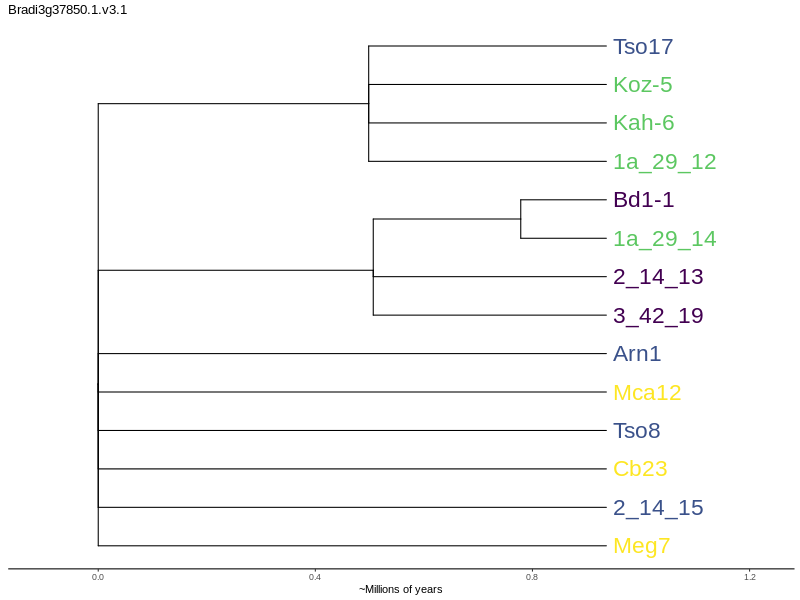 Bradi3g37850.1.v3.1
Tso17
Koz-5
Kah-6
1a_29_12
Bd1-1
1a_29_14
2_14_13
3_42_19
Arn1
Mca12
Tso8
Cb23
2_14_15
Meg7
0.0 0.4 0.8 1.2
~Millions of years